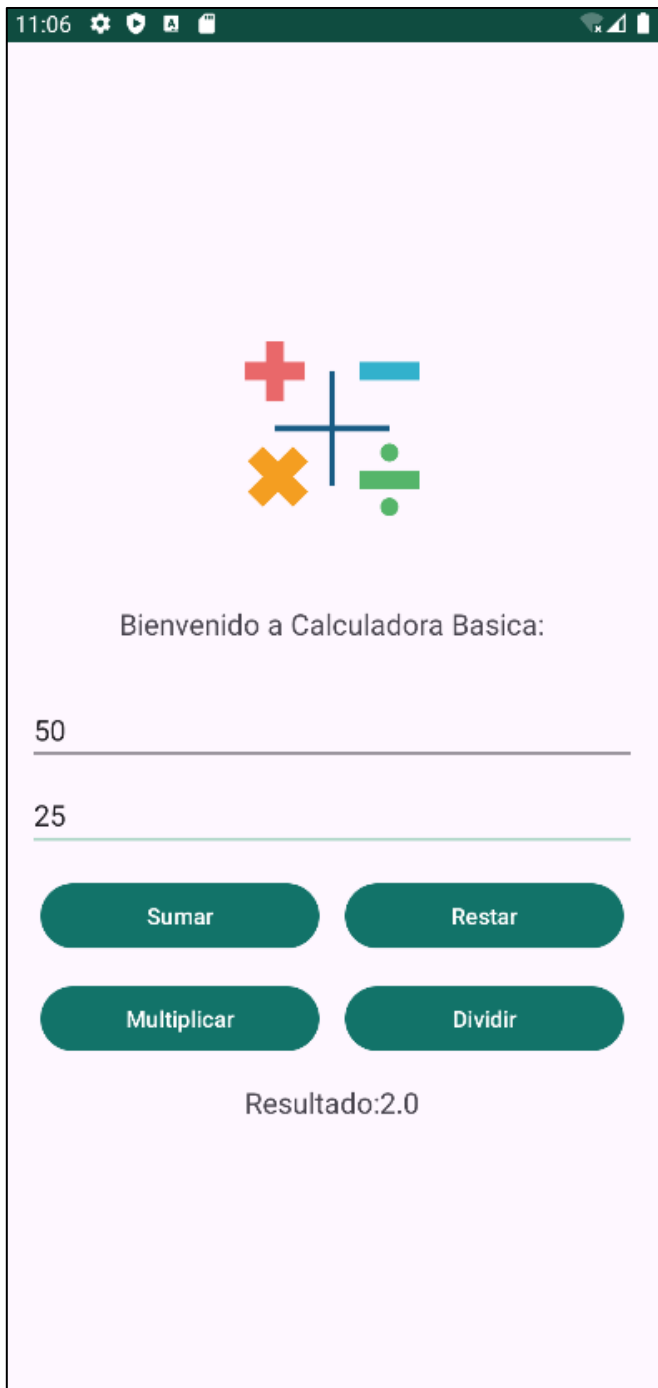 11:06
Bienvenido a Calculadora Basica:
50
25
Sumar Restar
Multiplicar Dividir
Resultado:2.0